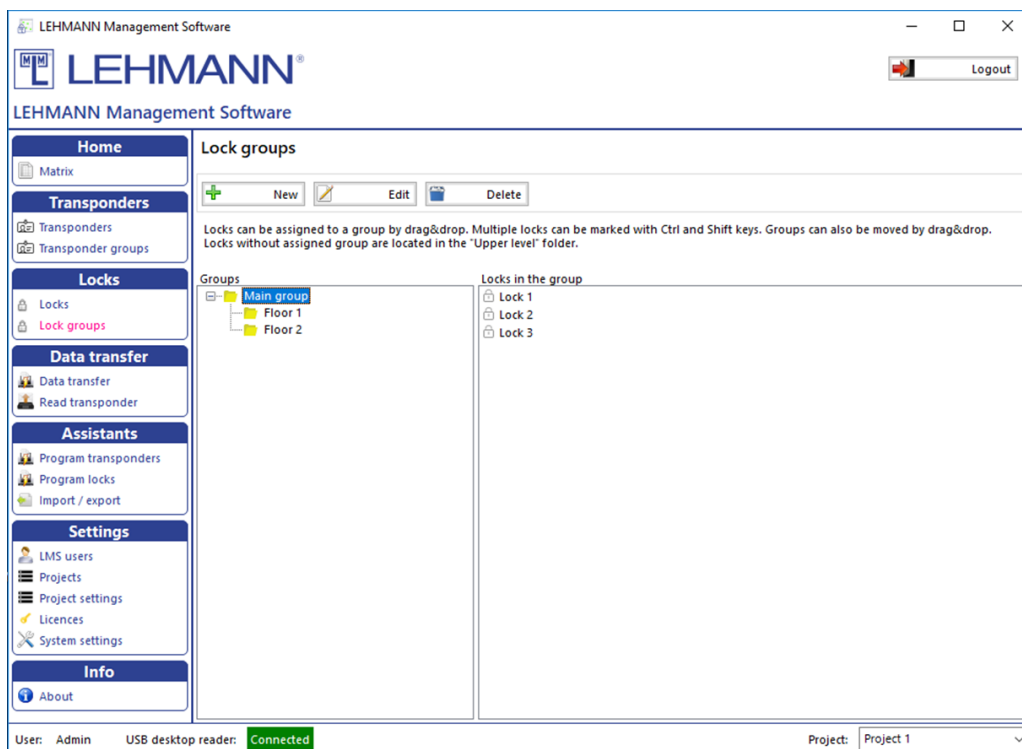 LEHMANN Management Software
LEHMANN®
Logout
LEHMANN Management Software
Home
Matrix
Transponders
Transponders
Transponder groups
Locks
Locks
Lock groups
Data transfer
Data transfer
Read transponder
Assistants
Program transponders
Program locks
Import / export
Settings
LMS users
Projects
Project settings
Licences
System settings
Info
About
Lock groups
New Edit Delete
Locks can be assigned to a group by drag&drop. Multiple locks can be marked with Ctrl and Shift keys. Groups can also be moved by drag&drop.
Locks without assigned group are located in the "Upper level" folder.
Groups
Main group
Floor 1
Floor 2
Locks in the group
Lock 1
Lock 2
Lock 3
User: Admin USB desktop reader: Connected Project: Project 1